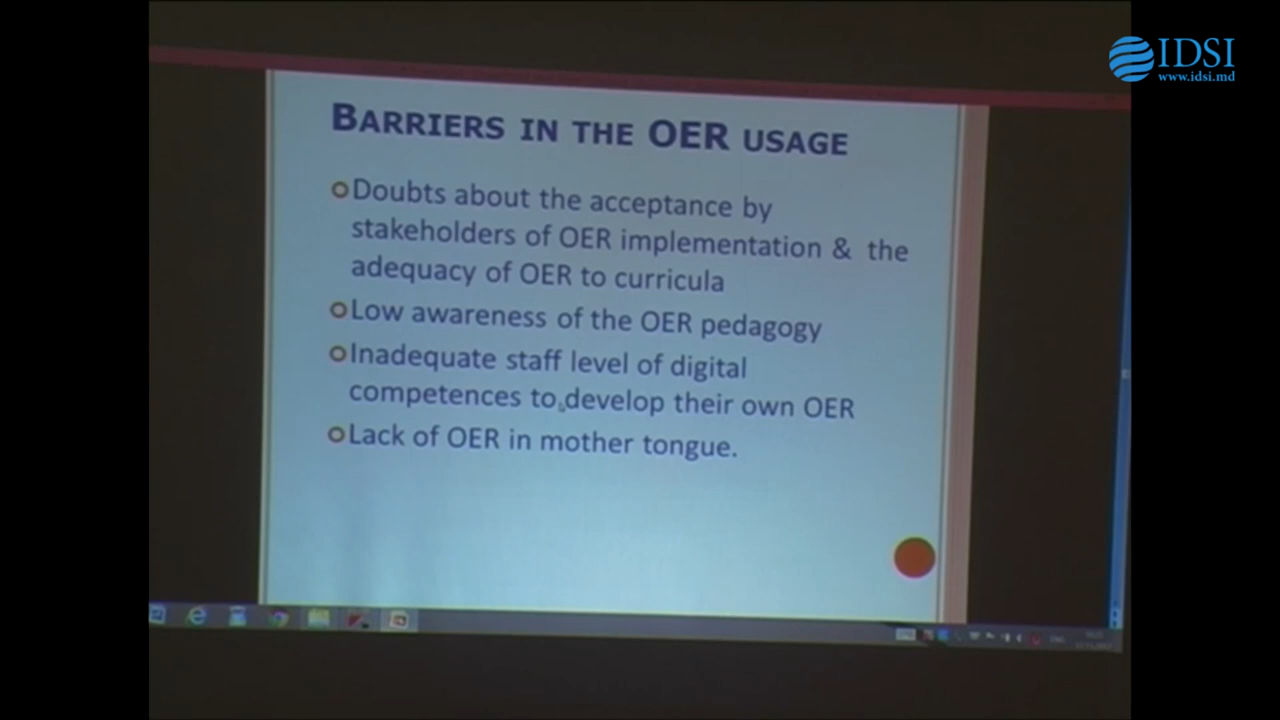 IDSI
www.idsi.md
BARRIERS IN THE OER USAGE
Doubts about the acceptance by
stakeholders of OER implementation & the
adequacy of OER to curricula
Low awareness of the OER pedagogy
Inadequate staff level of digital
competences to develop their own OER
Lack of OER in mother tongue.